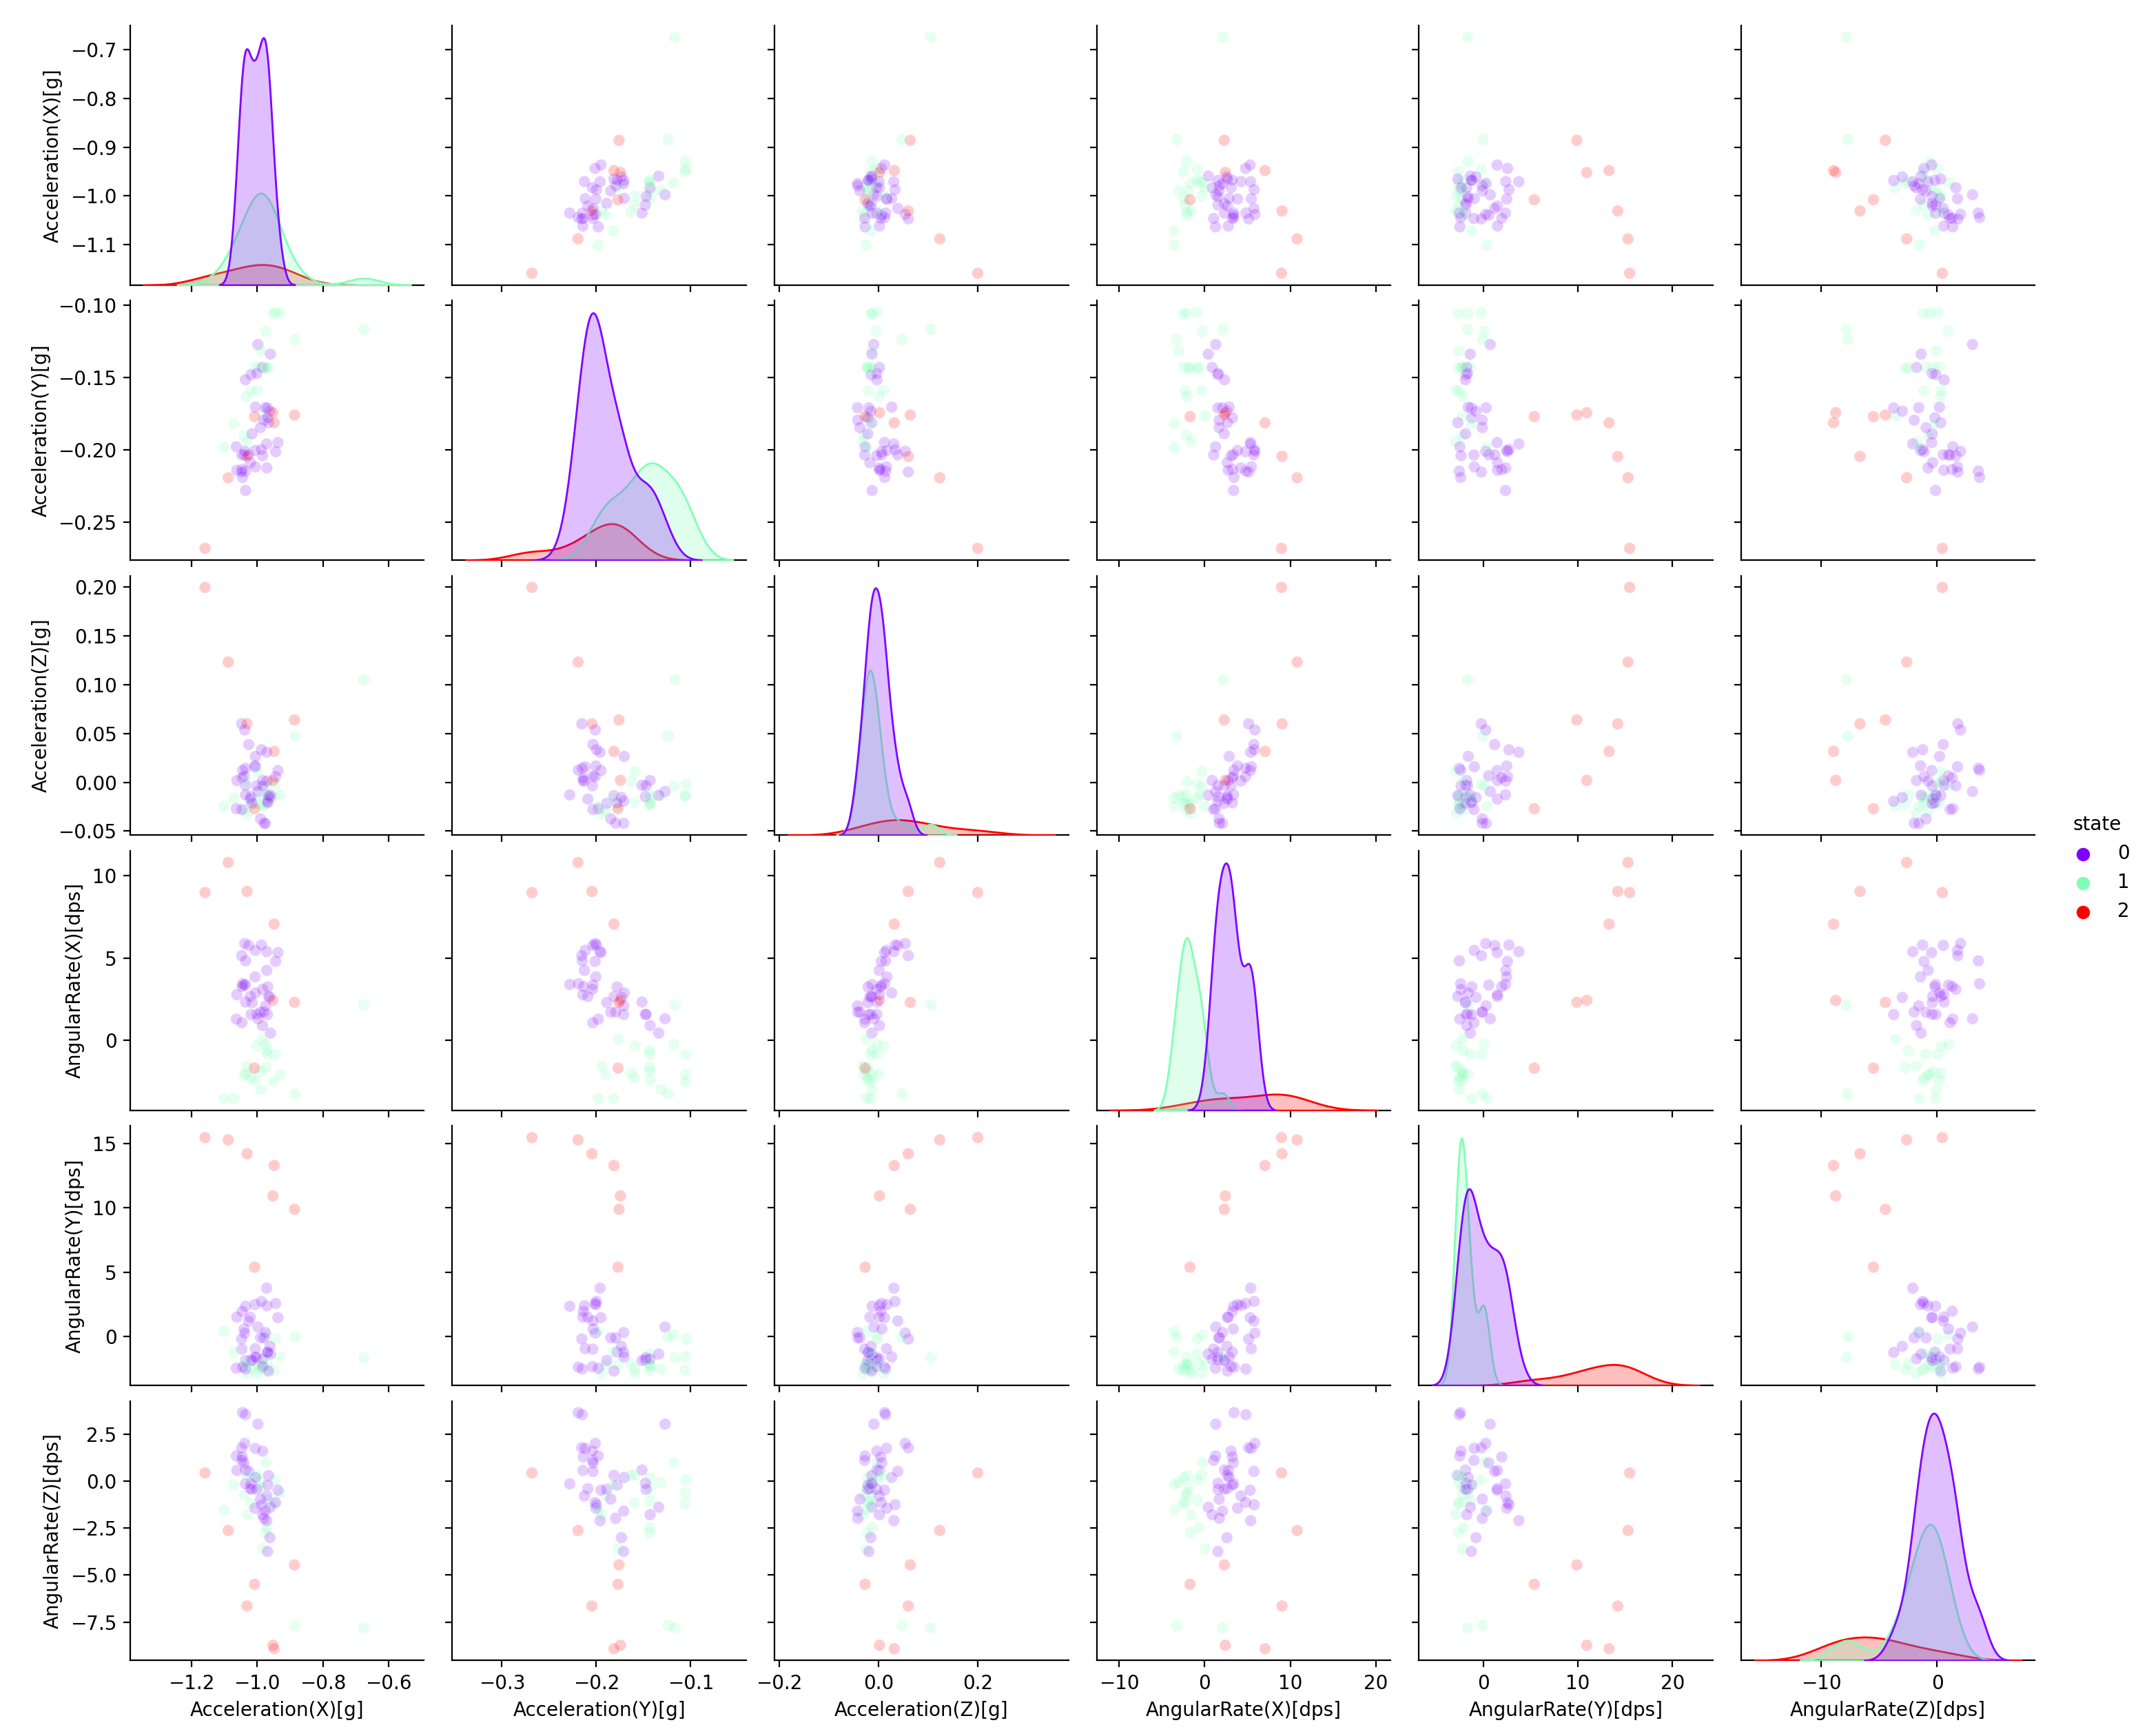 −0.7
−0.8
−0.9
−1.0
−1.1
Acceleration(X)[g]
−0.10
−0.15
−0.20
−0.25
Acceleration(Y)[g]
0.20
0.15
0.10
0.05
0.00
−0.05
Acceleration(Z)[g]
10
5
0
AngularRate(X)[dps]
15
10
5
0
AngularRate(Y)[dps]
2.5
0.0
−2.5
−5.0
−7.5
AngularRate(Z)[dps]
−1.2 −1.0 −0.8 −0.6
Acceleration(X)[g]
−0.3 −0.2 −0.1
Acceleration(Y)[g]
−0.2 0.0 0.2
Acceleration(Z)[g]
−10 0 10 20
AngularRate(X)[dps]
0 10 20
AngularRate(Y)[dps]
−10 0
AngularRate(Z)[dps]
state
0
1
2